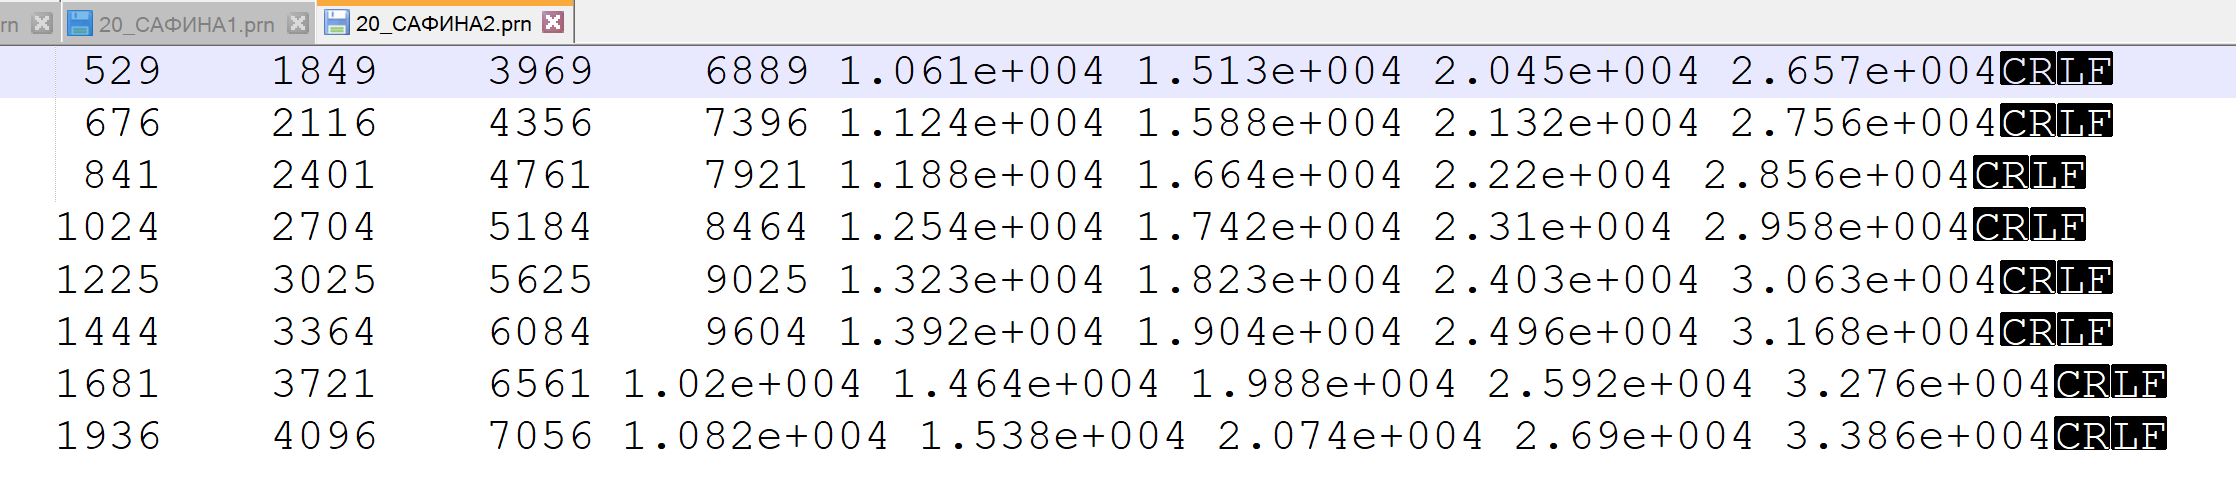 rn 20_САФИНА1.prn 20_САФИНА2.prn
529 1849 3969 6889 1.061e+004 1.513e+004 2.045e+004 2.657e+004CRLF
676 2116 4356 7396 1.124e+004 1.588e+004 2.132e+004 2.756e+004CRLF
841 2401 4761 7921 1.188e+004 1.664e+004 2.22e+004 2.856e+004CRLF
1024 2704 5184 8464 1.254e+004 1.742e+004 2.31e+004 2.958e+004CRLF
1225 3025 5625 9025 1.323e+004 1.823e+004 2.403e+004 3.063e+004CRLF
1444 3364 6084 9604 1.392e+004 1.904e+004 2.496e+004 3.168e+004CRLF
1681 3721 6561 1.02e+004 1.464e+004 1.988e+004 2.592e+004 3.276e+004CRLF
1936 4096 7056 1.082e+004 1.538e+004 2.074e+004 2.69e+004 3.386e+004CRLF